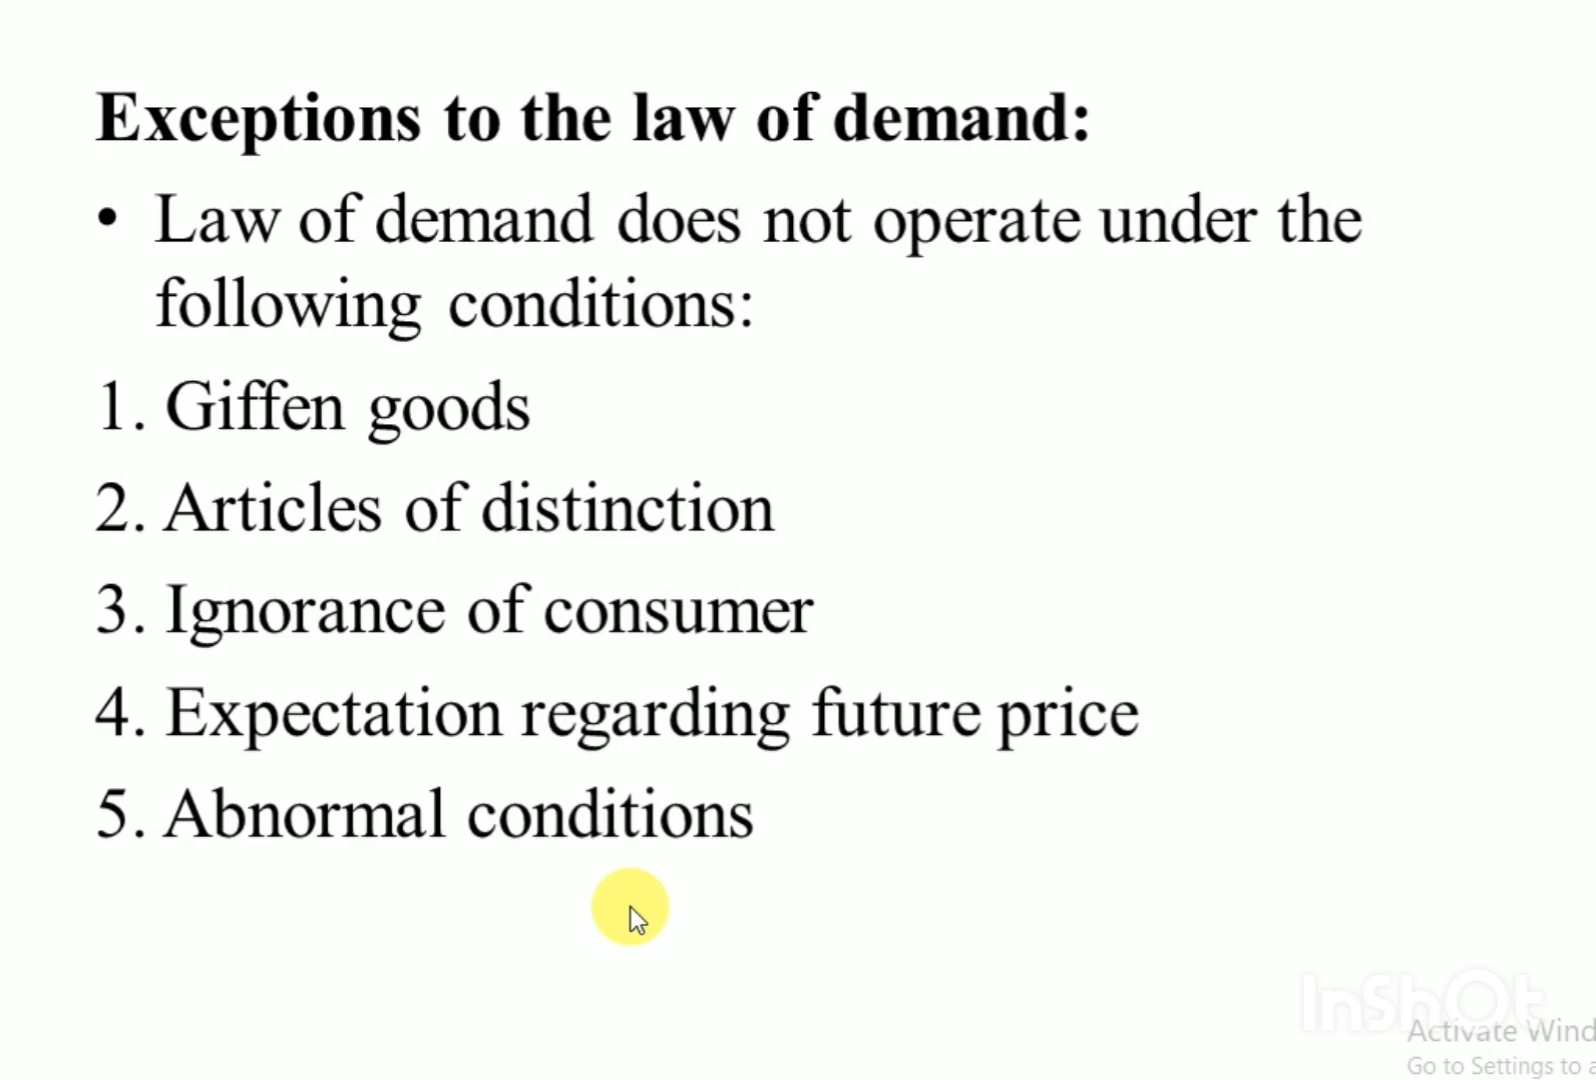 Exceptions to the law of demand:
• Law of demand does not operate under the
following conditions:
1. Giffen goods
2. Articles of distinction
3. Ignorance of consumer
4. Expectation regarding future price
5. Abnormal conditions
InShOt
Activate Wind
Go to Settings to a